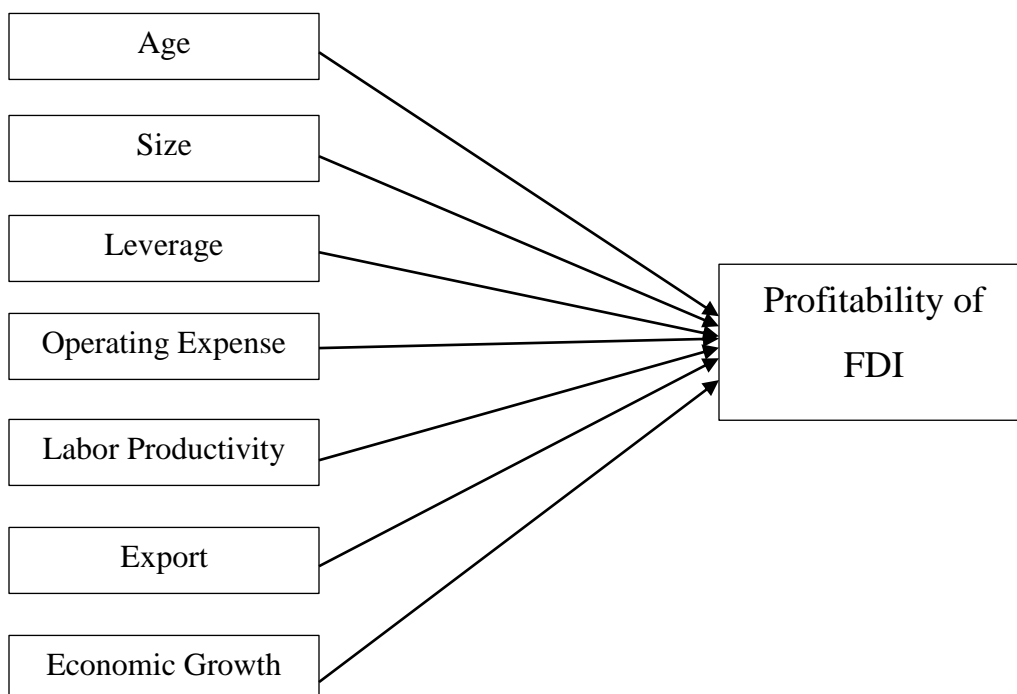 Age
Size
Leverage
Operating Expense
Labor Productivity
Export
Economic Growth
Profitability of
FDI